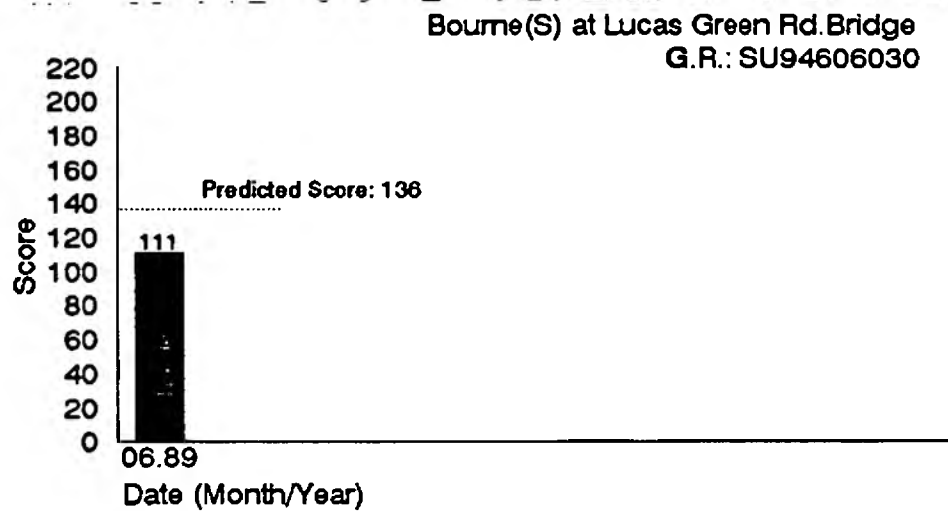 Bourne(S) at Lucas Green Rd.Bridge
G.R.: SU94606030
220
200
180
160
140
120
100
80
60
40
20
0
Score
Predicted Score: 136
111
06.89
Date (Month/Year)